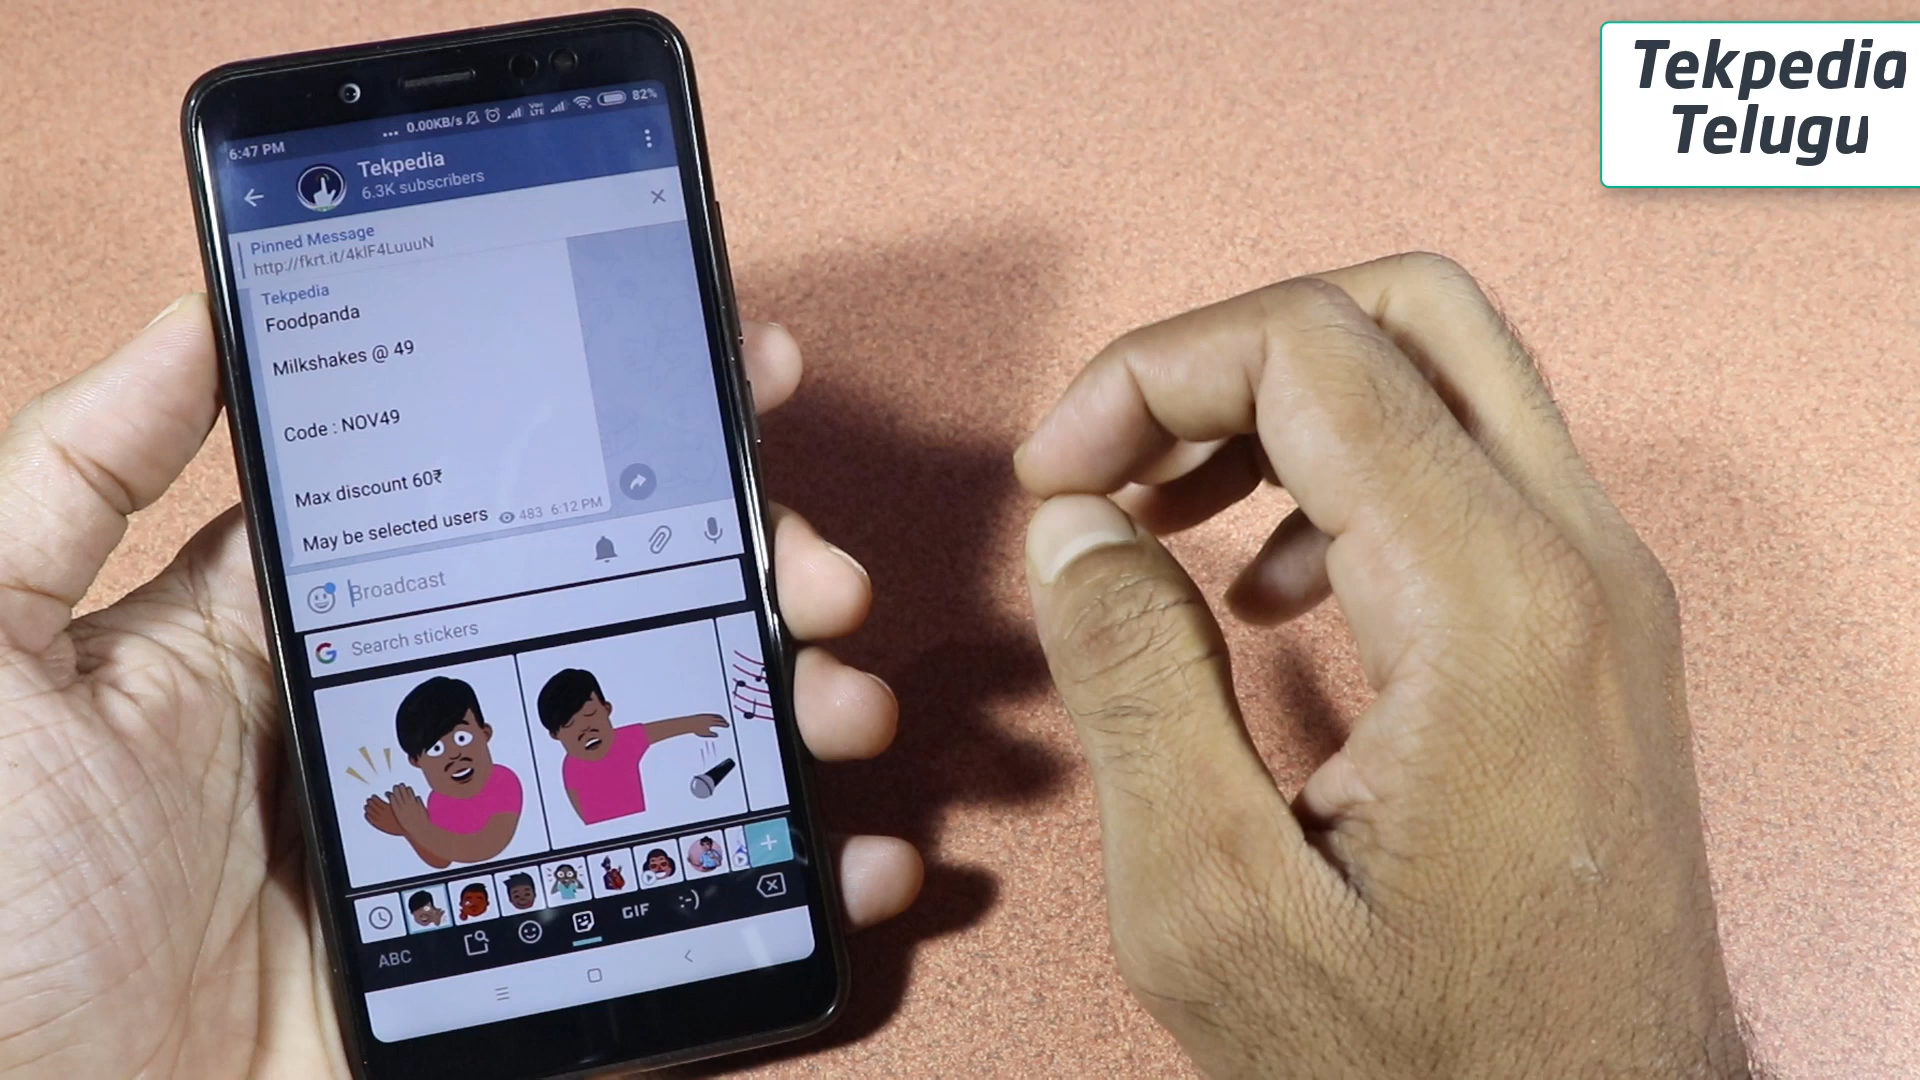 Tekpedia
Telugu
6:47 PM
... 0.00KB/s VoLTE 82%
Tekpedia
6.3K subscribers
Pinned Message
http://fkrt.it/4klF4LuuuN
Tekpedia
Foodpanda
Milkshakes @ 49
Code : NOV49
Max discount 60₹
May be selected users 483 6:12 PM
Broadcast
G Search stickers
ABC GIF :-)